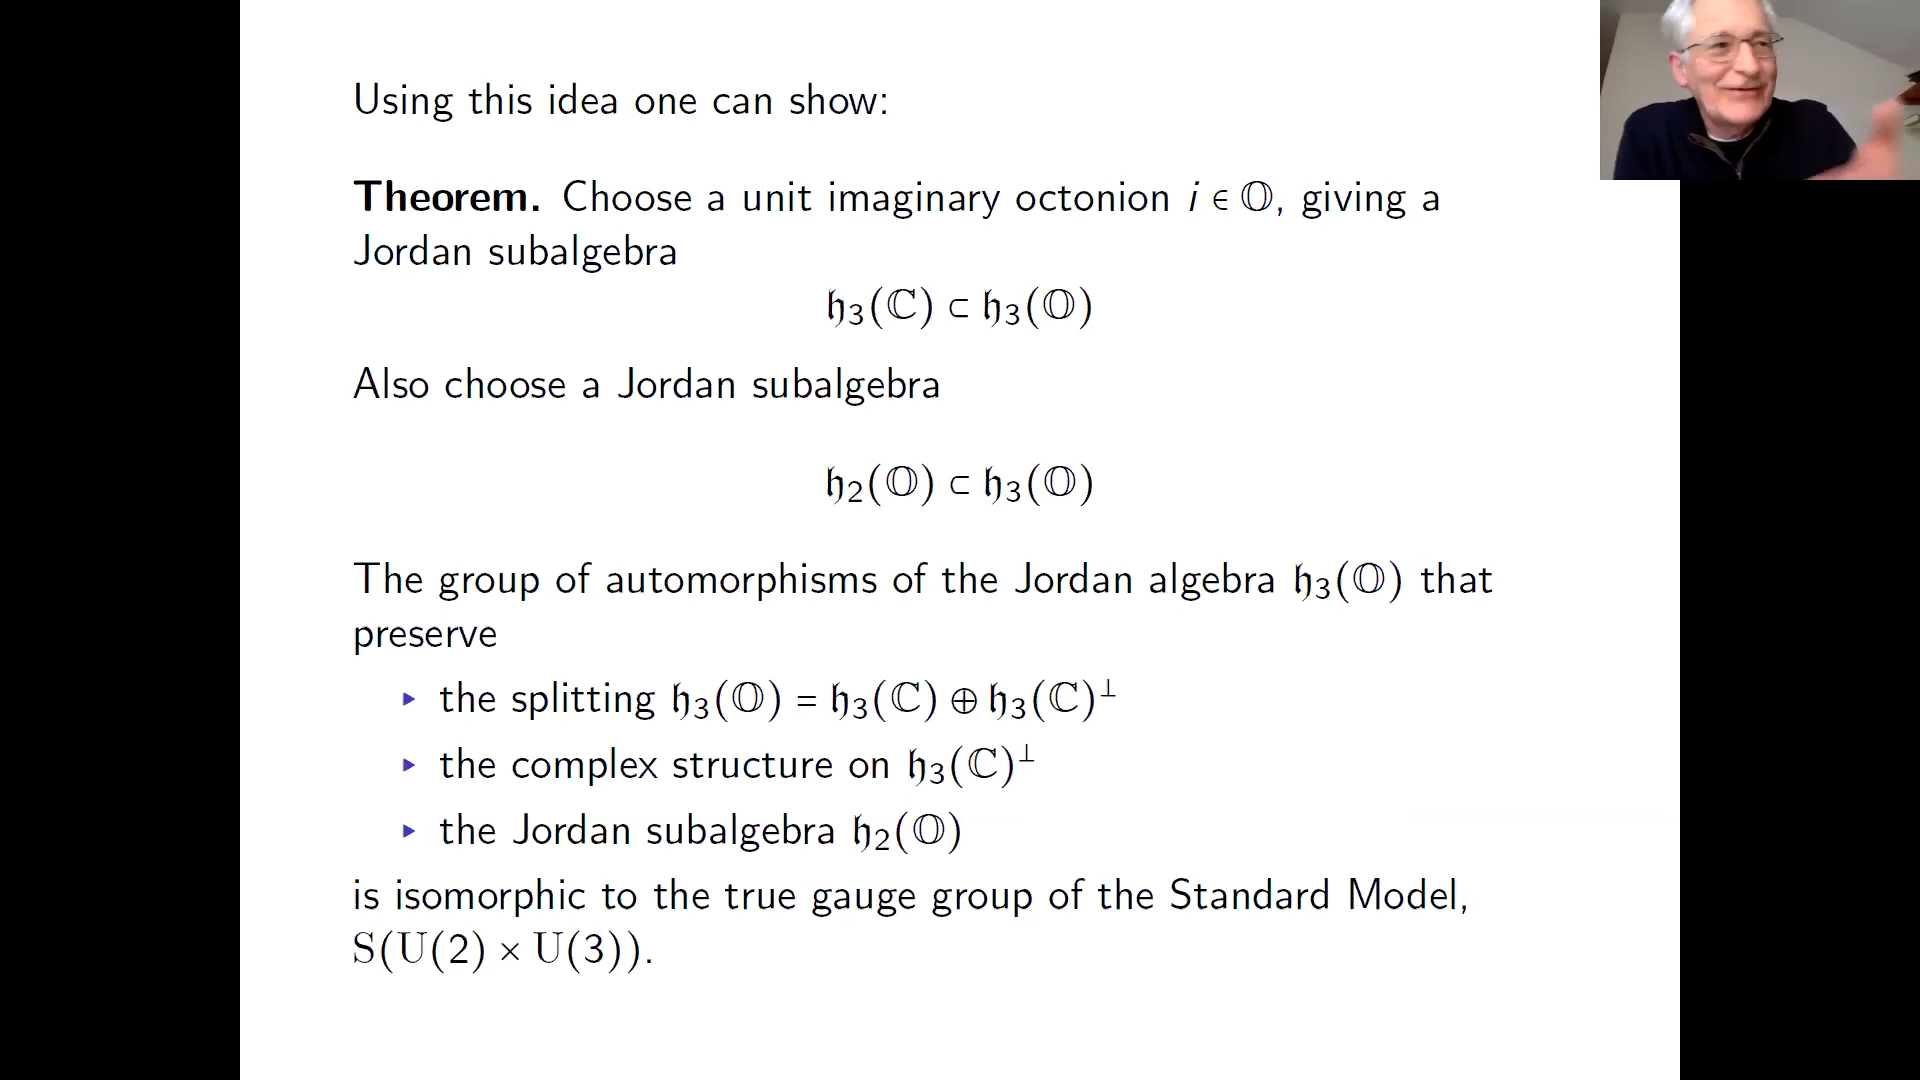 Using this idea one can show:
Theorem. Choose a unit imaginary octonion i ∈ 𝕆, giving a
Jordan subalgebra
𝔥₃(ℂ) ⊂ 𝔥₃(𝕆)
Also choose a Jordan subalgebra
𝔥₂(𝕆) ⊂ 𝔥₃(𝕆)
The group of automorphisms of the Jordan algebra 𝔥₃(𝕆) that
preserve
▸ the splitting 𝔥₃(𝕆) = 𝔥₃(ℂ) ⊕ 𝔥₃(ℂ)⊥
▸ the complex structure on 𝔥₃(ℂ)⊥
▸ the Jordan subalgebra 𝔥₂(𝕆)
is isomorphic to the true gauge group of the Standard Model,
S(U(2) × U(3)).